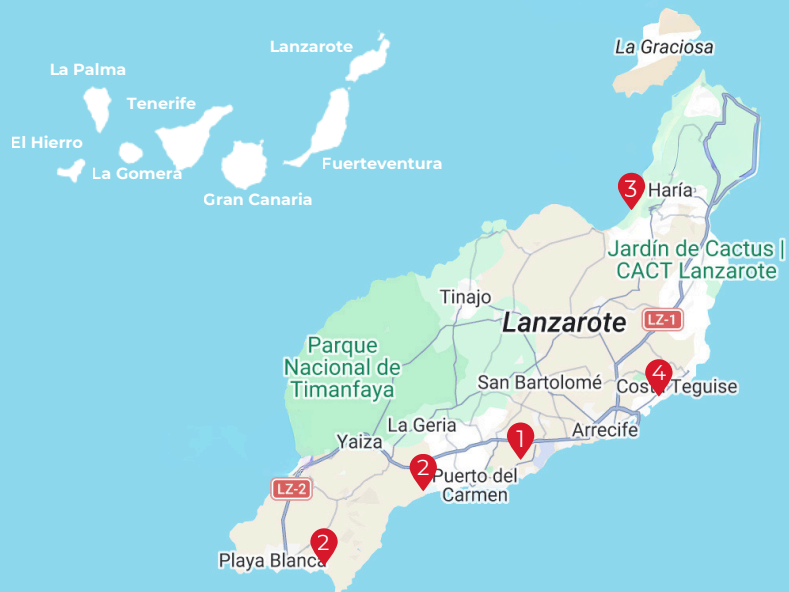 Lanzarote
La Palma
Tenerife
El Hierro
La Gomera
Gran Canaria
Fuerteventura
La Graciosa
3
Haría
Jardín de Cactus |
CACT Lanzarote
Tinajo
Lanzarote
LZ-1
Parque
Nacional de
Timanfaya
San Bartolomé
4
Costa Teguise
La Geria
Arrecife
Yaiza
1
2
Puerto del
Carmen
LZ-2
2
Playa Blanca